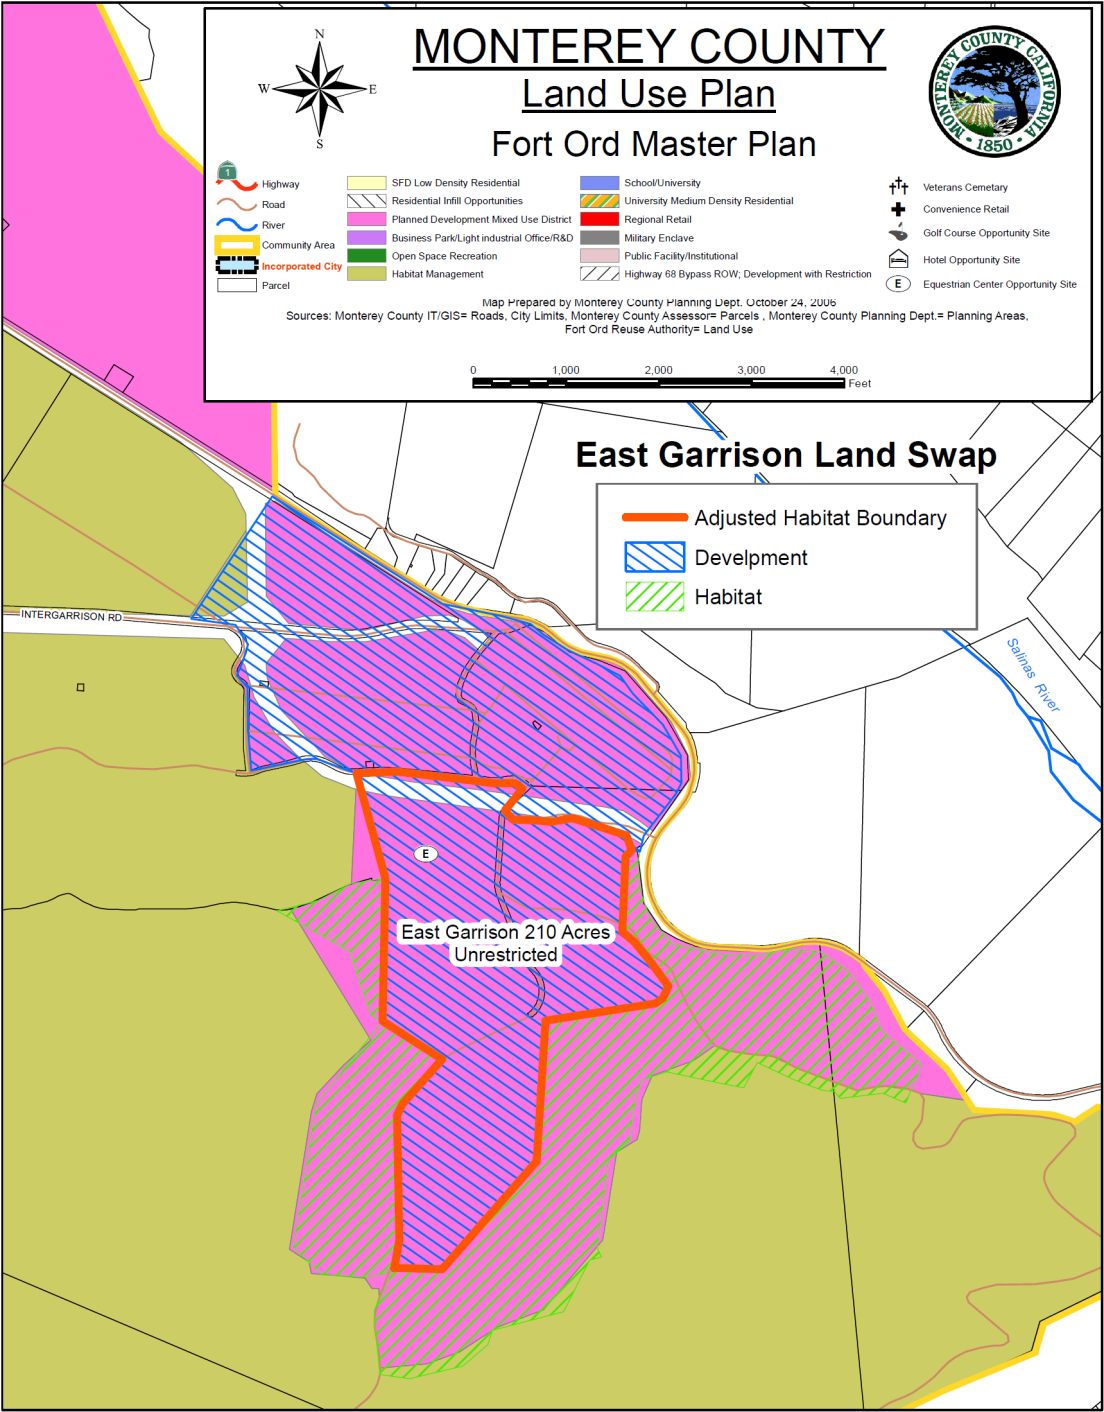 MONTEREY COUNTY
Land Use Plan
Fort Ord Master Plan
N
W
E
S
MONTEREY COUNTY CALIFORNIA
• 1850 •
1
Highway
Road
River
Community Area
Incorporated City
Parcel
SFD Low Density Residential
Residential Infill Opportunities
Planned Development Mixed Use District
Business Park/Light industrial Office/R&D
Open Space Recreation
Habitat Management
School/University
University Medium Density Residential
Regional Retail
Military Enclave
Public Facility/Institutional
Highway 68 Bypass ROW; Development with Restriction
Veterans Cemetary
Convenience Retail
Golf Course Opportunity Site
Hotel Opportunity Site
E
Equestrian Center Opportunity Site
Map Prepared by Monterey County Planning Dept. October 24, 2006
Sources: Monterey County IT/GIS= Roads, City Limits, Monterey County Assessor= Parcels , Monterey County Planning Dept.= Planning Areas,
Fort Ord Reuse Authority= Land Use
0
1,000
2,000
3,000
4,000
Feet
East Garrison Land Swap
Adjusted Habitat Boundary
Develpment
Habitat
INTERGARRISON RD
Salinas River
E
East Garrison 210 Acres
Unrestricted